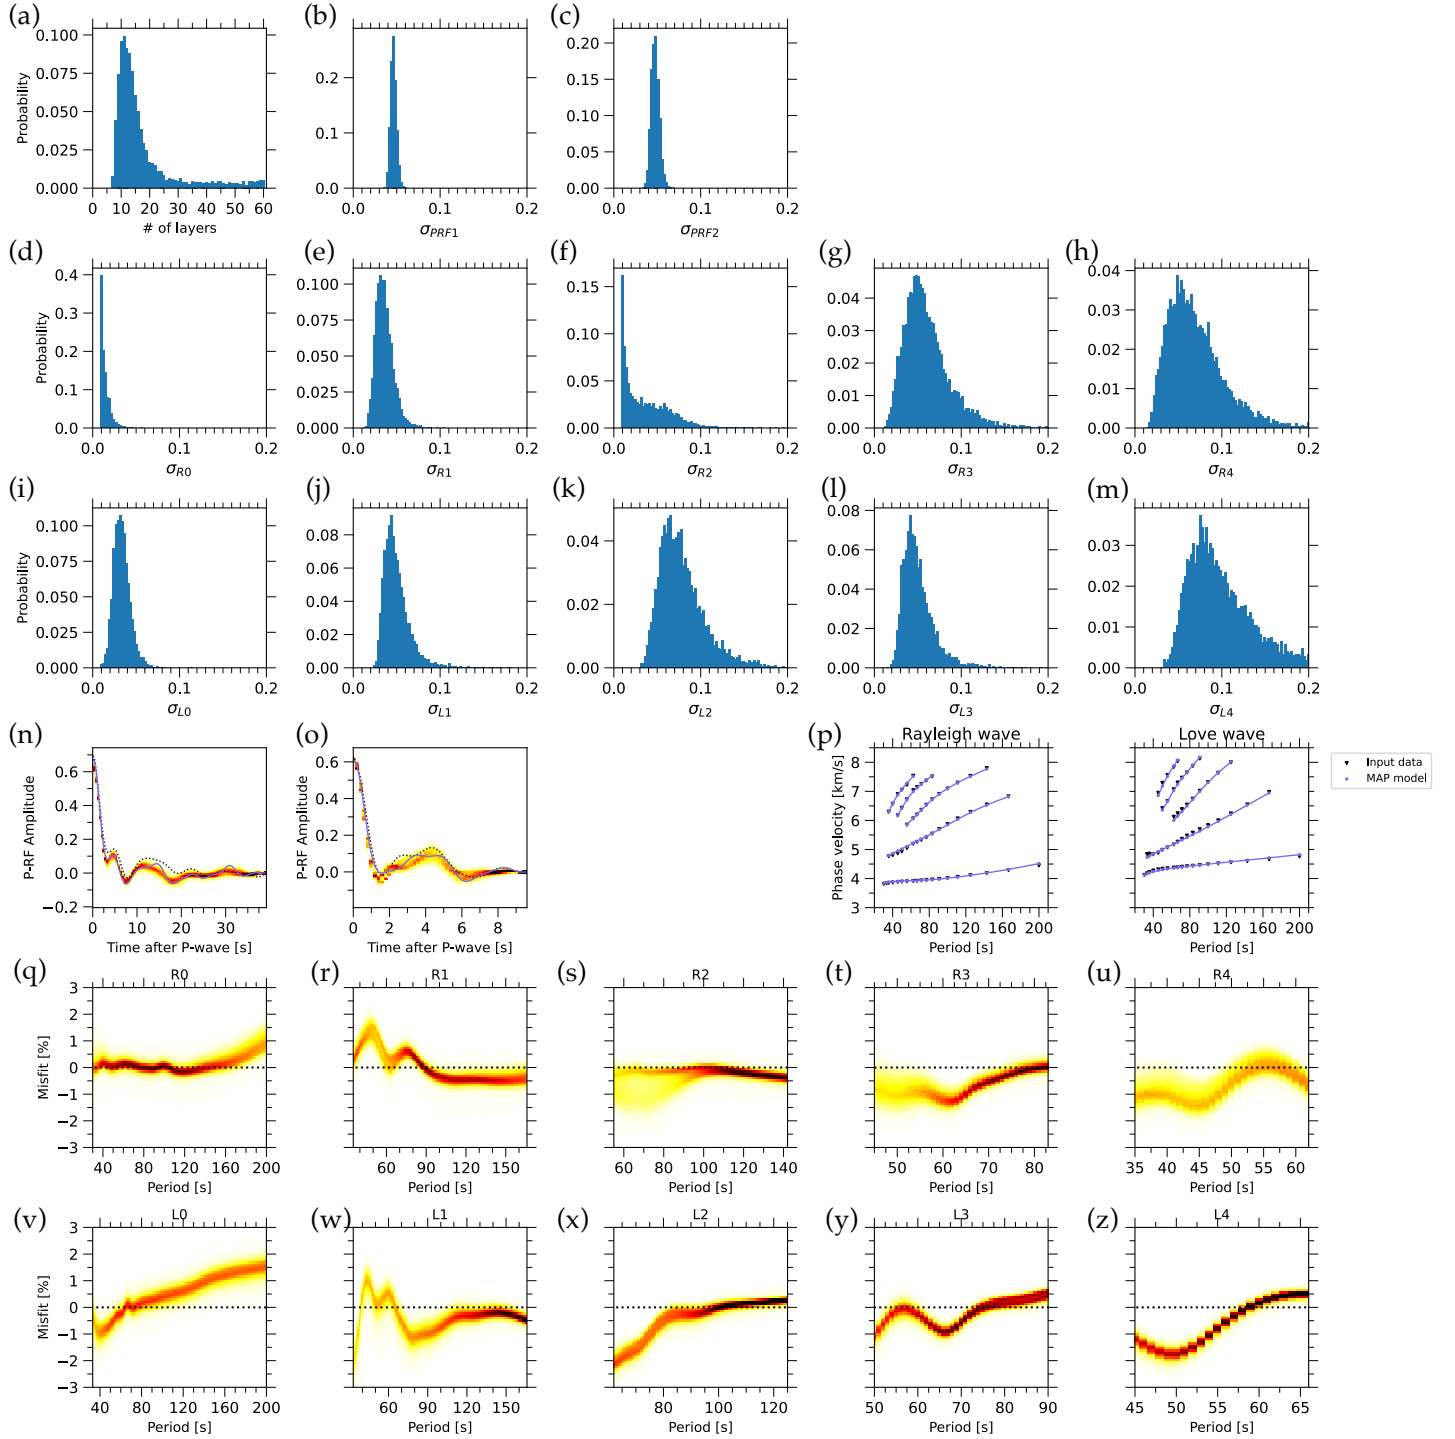 (a) (b) (c)
0.100
0.075
0.050
0.025
0.000
Probability
0 10 20 30 40 50 60
# of layers
0.2
0.1
0.0
0.0 0.1 0.2
σPRF1
0.20
0.15
0.10
0.05
0.00
0.0 0.1 0.2
σPRF2
(d) (e) (f) (g) (h)
0.4
0.3
0.2
0.1
0.0
Probability
0.0 0.1 0.2
σR0
0.100
0.075
0.050
0.025
0.000
0.0 0.1 0.2
σR1
0.15
0.10
0.05
0.00
0.0 0.1 0.2
σR2
0.04
0.03
0.02
0.01
0.00
0.0 0.1 0.2
σR3
0.04
0.03
0.02
0.01
0.00
0.0 0.1 0.2
σR4
(i) (j) (k) (l) (m)
0.100
0.075
0.050
0.025
0.000
Probability
0.0 0.1 0.2
σL0
0.08
0.06
0.04
0.02
0.00
0.0 0.1 0.2
σL1
0.04
0.02
0.00
0.0 0.1 0.2
σL2
0.08
0.06
0.04
0.02
0.00
0.0 0.1 0.2
σL3
0.03
0.02
0.01
0.00
0.0 0.1 0.2
σL4
(n) (o) (p)
0.6
0.4
0.2
0.0
−0.2
P-RF Amplitude
0 10 20 30
Time after P-wave [s]
0.6
0.4
0.2
0.0
P-RF Amplitude
0 2 4 6 8
Time after P-wave [s]
Rayleigh wave
8
7
6
5
4
3
Phase velocity [km/s]
40 80 120 160 200
Period [s]
Love wave
40 80 120 160 200
Period [s]
Input data
MAP model
(q) (r) (s) (t) (u)
R0
3
2
1
0
−1
−2
−3
Misfit [%]
40 80 120 160 200
Period [s]
R1
60 90 120 150
Period [s]
R2
60 80 100 120 140
Period [s]
R3
50 60 70 80
Period [s]
R4
35 40 45 50 55 60
Period [s]
(v) (w) (x) (y) (z)
L0
3
2
1
0
−1
−2
−3
Misfit [%]
40 80 120 160 200
Period [s]
L1
60 90 120 150
Period [s]
L2
80 100 120
Period [s]
L3
50 60 70 80 90
Period [s]
L4
45 50 55 60 65
Period [s]